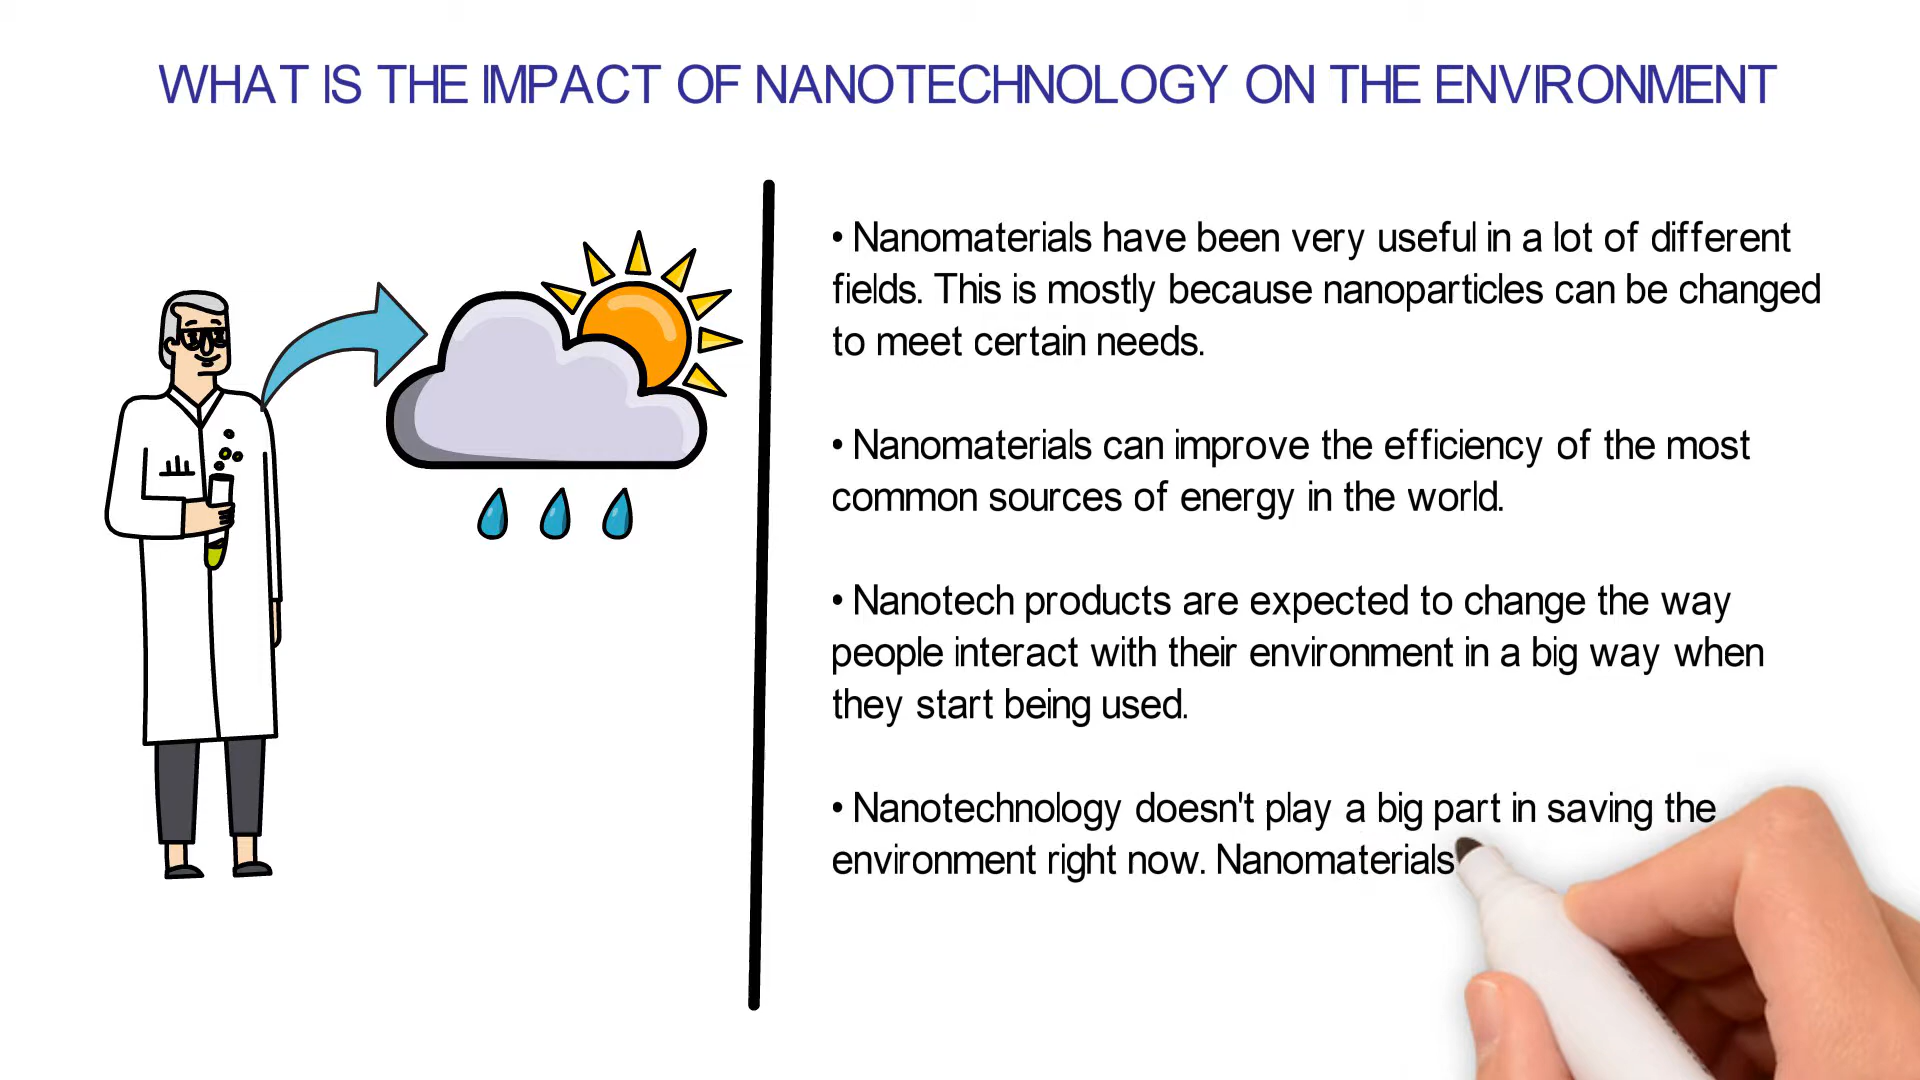 WHAT IS THE IMPACT OF NANOTECHNOLOGY ON THE ENVIRONMENT
• Nanomaterials have been very useful in a lot of different
fields. This is mostly because nanoparticles can be changed
to meet certain needs.
• Nanomaterials can improve the efficiency of the most
common sources of energy in the world.
• Nanotech products are expected to change the way
people interact with their environment in a big way when
they start being used.
• Nanotechnology doesn't play a big part in saving the
environment right now. Nanomaterials